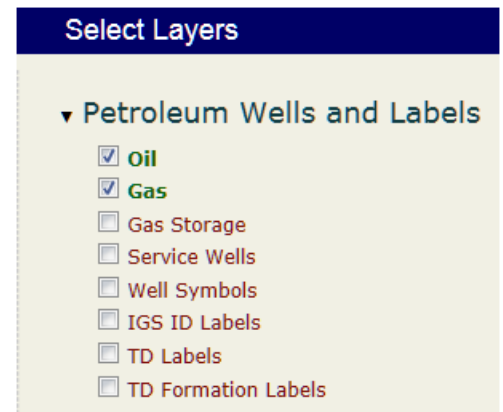 Select Layers
Petroleum Wells and Labels
Oil
Gas
Gas Storage
Service Wells
Well Symbols
IGS ID Labels
TD Labels
TD Formation Labels